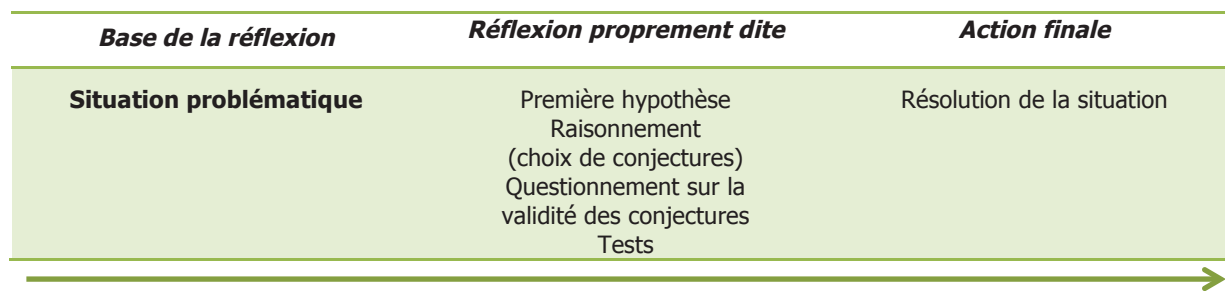 Base de la réflexion
Réflexion proprement dite
Action finale
Situation problématique
Première hypothèse
Raisonnement
(choix de conjectures)
Questionnement sur la
validité des conjectures
Tests
Résolution de la situation